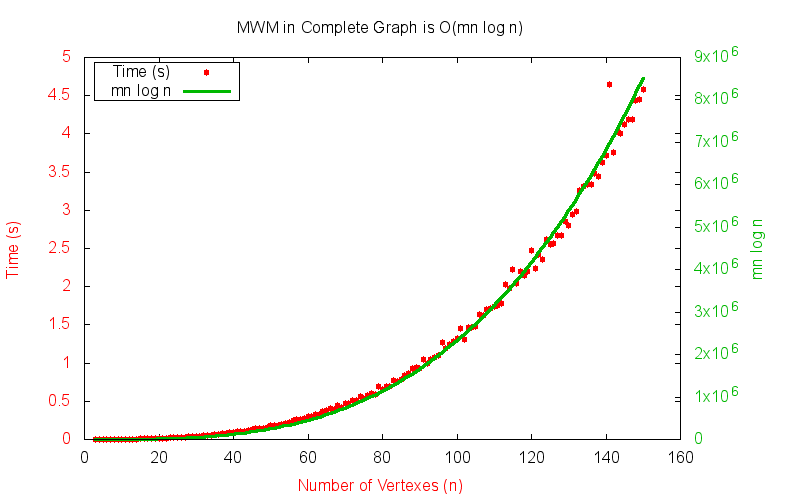 MWM in Complete Graph is O(mn log n)
Time (s)
mn log n
5
4.5
4
3.5
3
2.5
2
1.5
1
0.5
0
Time (s)
9x10^6
8x10^6
7x10^6
6x10^6
5x10^6
4x10^6
3x10^6
2x10^6
1x10^6
0
mn log n
0 20 40 60 80 100 120 140 160
Number of Vertexes (n)